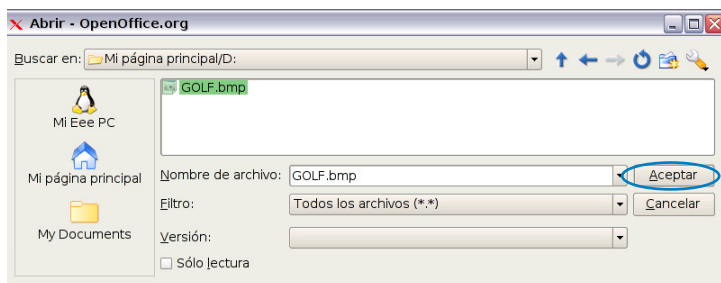 Abrir - OpenOffice.org
Buscar en: Mi página principal/D:
GOLF.bmp
Mi Eee PC
Mi página principal
My Documents
Nombre de archivo: GOLF.bmp Aceptar
Filtro: Todos los archivos (*.*) Cancelar
Versión:
Sólo lectura